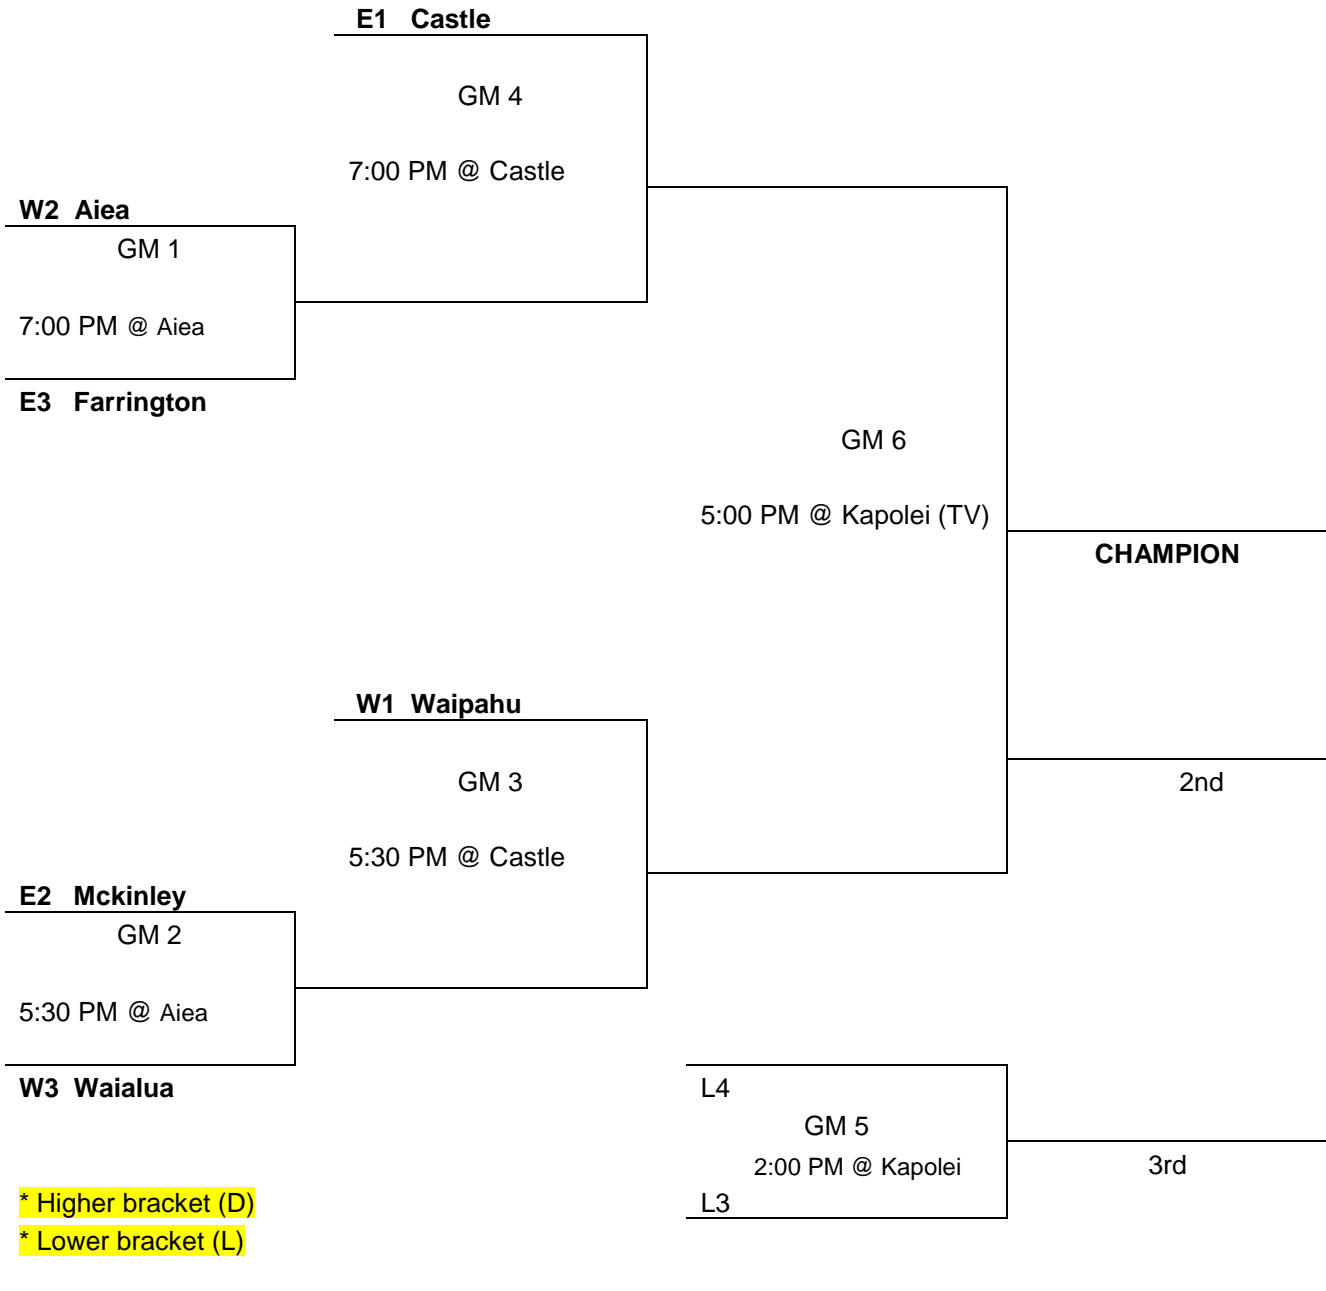 E1 Castle
GM 4
7:00 PM @ Castle
W2 Aiea
GM 1
7:00 PM @ Aiea
E3 Farrington
GM 6
5:00 PM @ Kapolei (TV)
CHAMPION
W1 Waipahu
GM 3
2nd
5:30 PM @ Castle
E2 Mckinley
GM 2
5:30 PM @ Aiea
W3 Waialua
L4
GM 5
2:00 PM @ Kapolei
3rd
L3
* Higher bracket (D)
* Lower bracket (L)